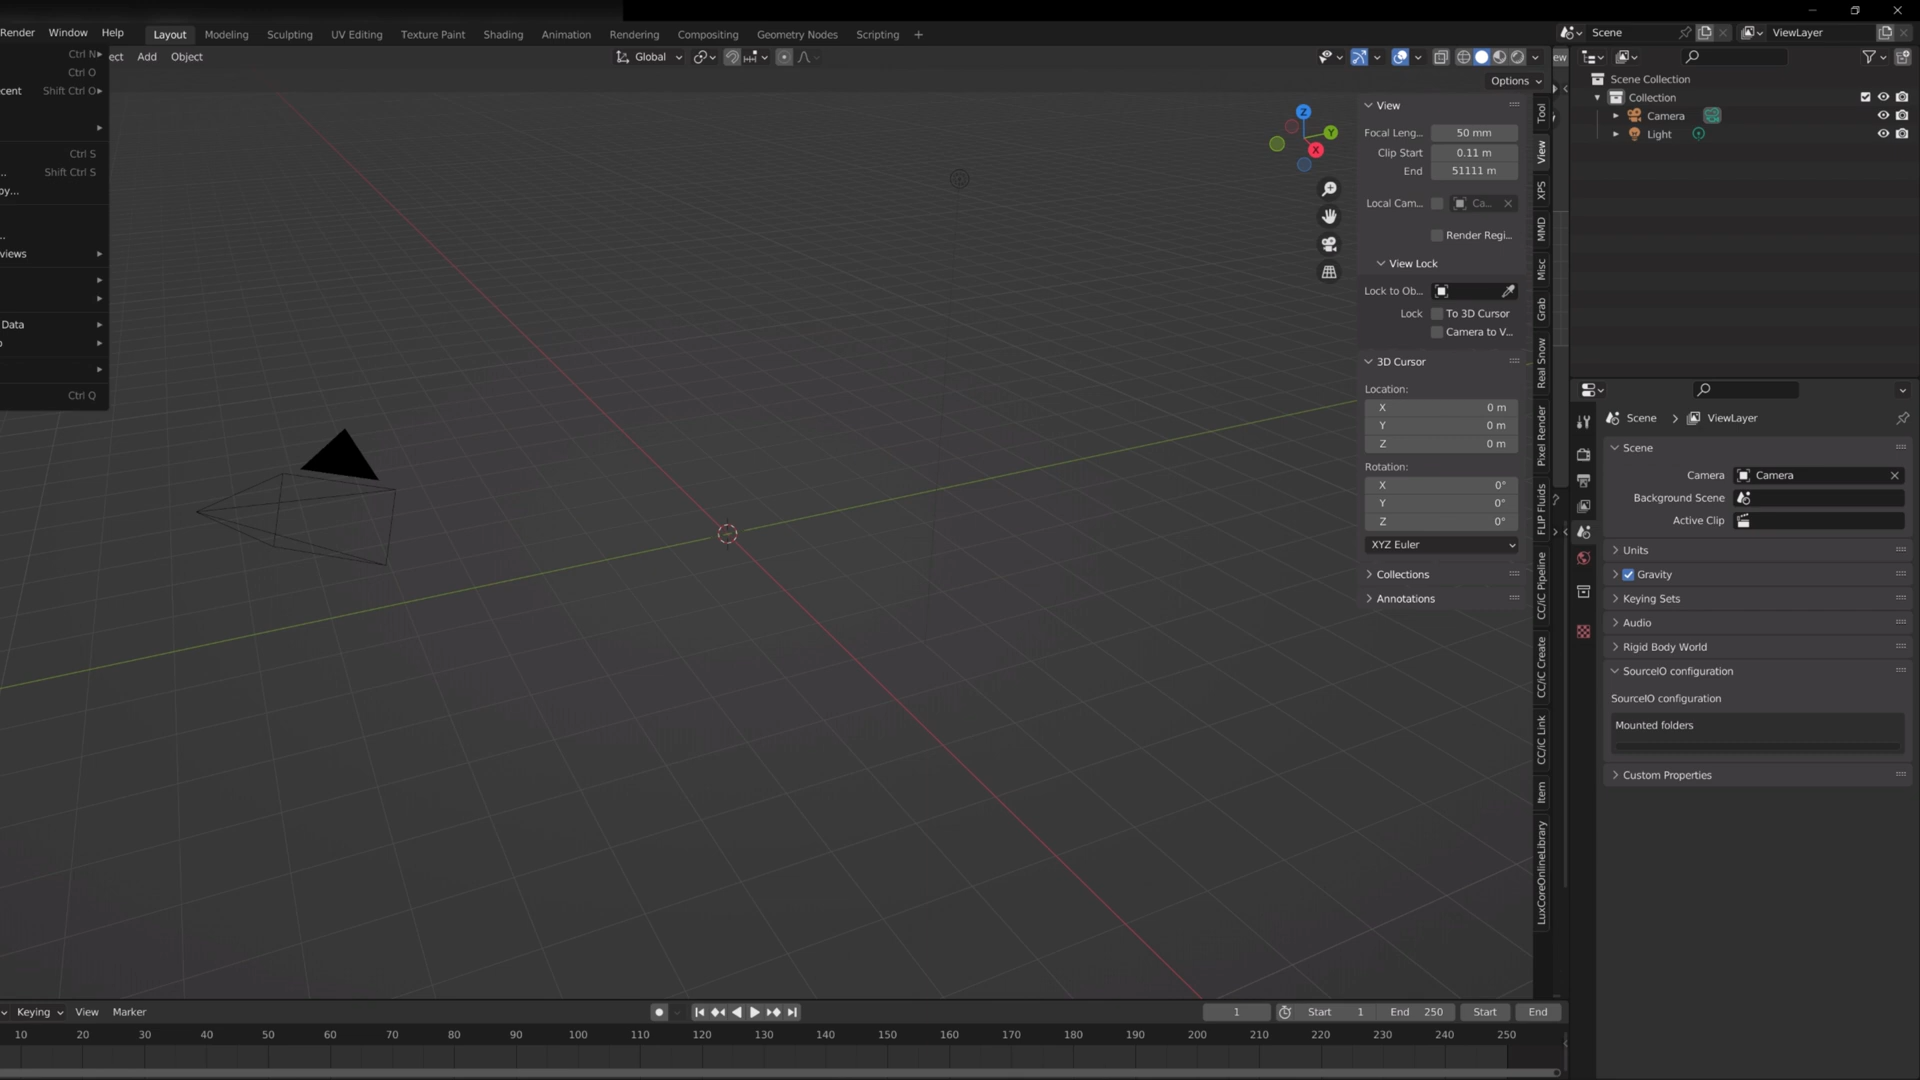 Render Window Help Layout Modeling Sculpting UV Editing Texture Paint Shading Animation Rendering Compositing Geometry Nodes Scripting + Scene ViewLayer
Ctrl N
Ctrl O
ecent Shift Ctrl O
Ctrl S
... Shift Ctrl S
py...
..
views
Data
Ctrl Q
ect Add Object Global
Options
View
Focal Leng... 50 mm
Clip Start 0.11 m
End 51111 m
Local Cam... Ca...
Render Regi...
View Lock
Lock to Ob...
Lock To 3D Cursor
Camera to V...
3D Cursor
Location:
X 0 m
Y 0 m
Z 0 m
Rotation:
X 0°
Y 0°
Z 0°
XYZ Euler
Collections
Annotations
Z
Y
X
Tool
View
XPS
MMD
Misc
Grab
Real Snow
Pixel Render
FLIP Fluids
CC/iC Pipeline
CC/iC Create
CC/iC Link
Item
LuxCoreOnlineLibrary
ew
Scene Collection
Collection
Camera
Light
Scene ViewLayer
Scene
Camera Camera
Background Scene
Active Clip
Units
Gravity
Keying Sets
Audio
Rigid Body World
SourceIO configuration
SourceIO configuration
Mounted folders
Custom Properties
Keying View Marker 1 Start 1 End 250 Start End
10 20 30 40 50 60 70 80 90 100 110 120 130 140 150 160 170 180 190 200 210 220 230 240 250